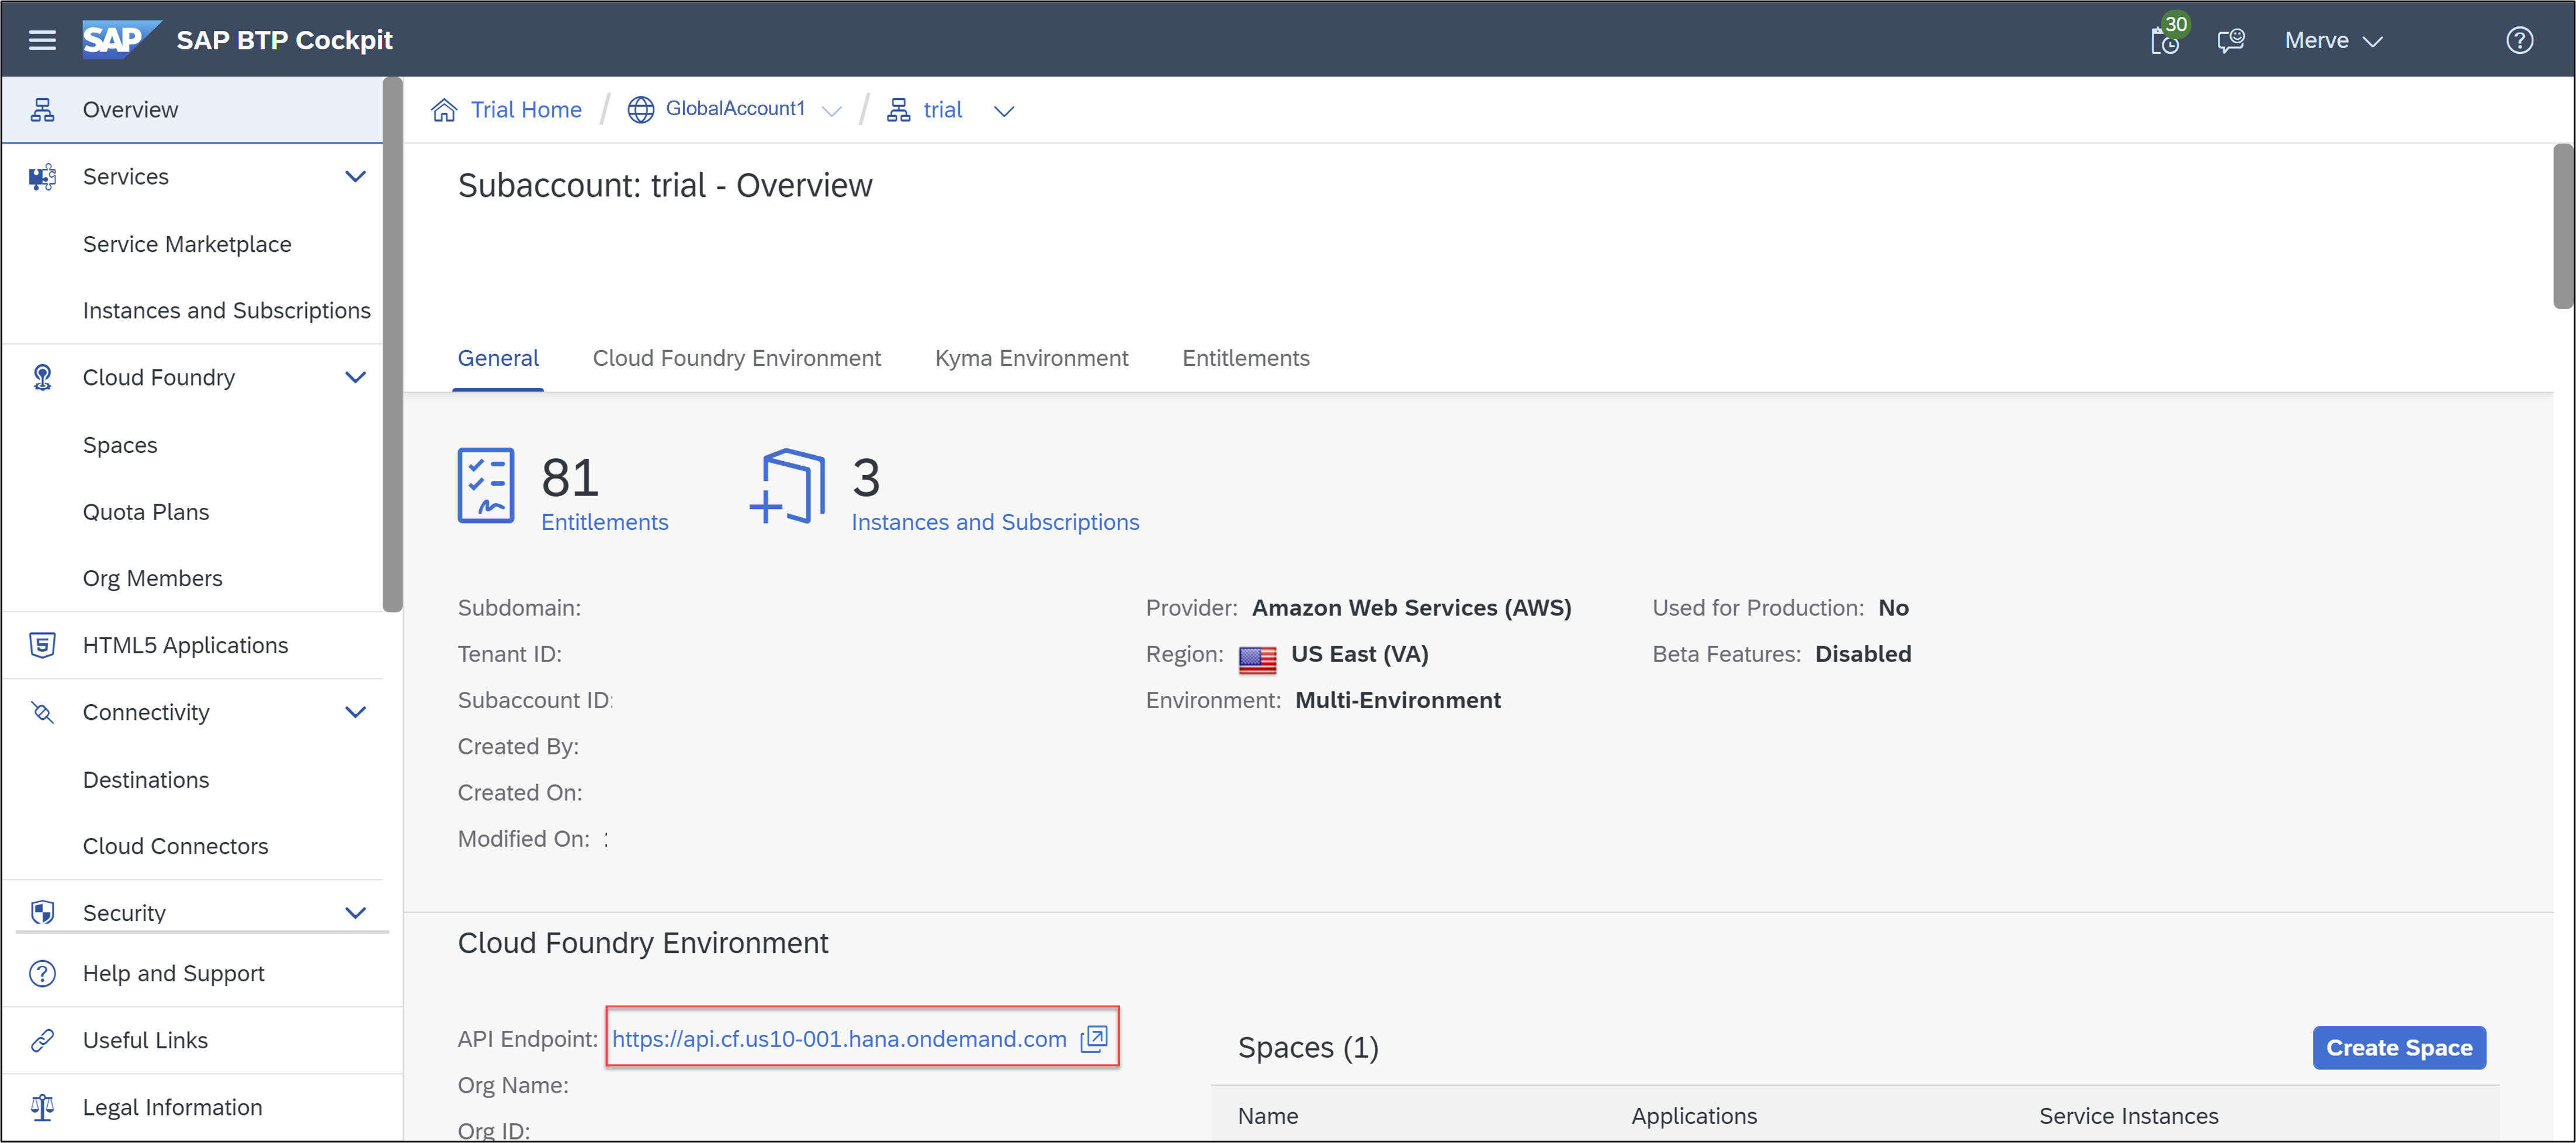 SAP SAP BTP Cockpit
30
Merve
Overview
Services
Service Marketplace
Instances and Subscriptions
Cloud Foundry
Spaces
Quota Plans
Org Members
HTML5 Applications
Connectivity
Destinations
Cloud Connectors
Security
Help and Support
Useful Links
Legal Information
Trial Home / GlobalAccount1 / trial
Subaccount: trial - Overview
General Cloud Foundry Environment Kyma Environment Entitlements
81
Entitlements
3
Instances and Subscriptions
Subdomain:
Tenant ID:
Subaccount ID:
Created By:
Created On:
Modified On: :
Provider: Amazon Web Services (AWS)
Region: US East (VA)
Environment: Multi-Environment
Used for Production: No
Beta Features: Disabled
Cloud Foundry Environment
API Endpoint: https://api.cf.us10-001.hana.ondemand.com
Org Name:
Org ID:
Spaces (1)
Create Space
Name Applications Service Instances